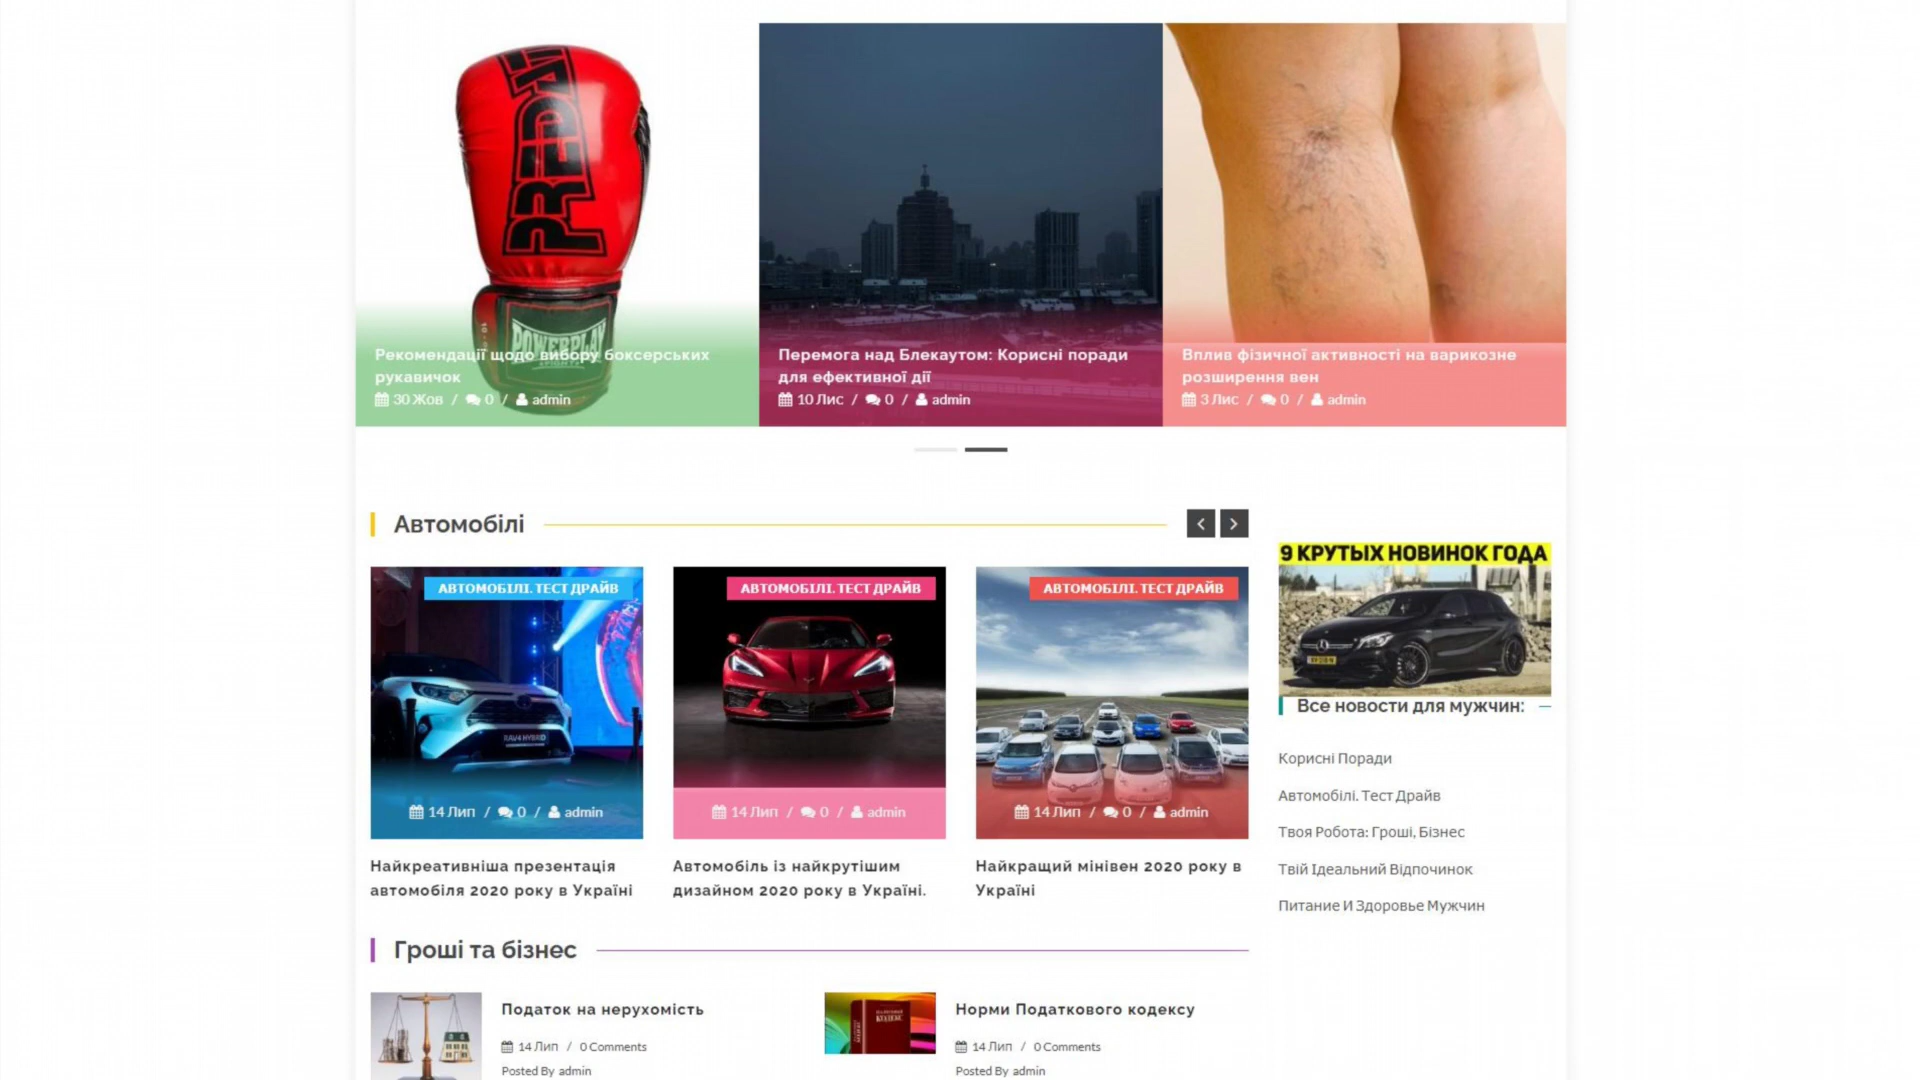 PREDAT
POWERPLAY
Рекомендації щодо вибору боксерських
рукавичок
30 Жов / 0 / admin
Перемога над Блекаутом: Корисні поради
для ефективної дії
10 Лис / 0 / admin
Вплив фізичної активності на варикозне
розширення вен
3 Лис / 0 / admin
Автомобілі
АВТОМОБІЛІ. ТЕСТ ДРАЙВ
RAV4 HYBRID
14 Лип / 0 / admin
Найкреативніша презентація
автомобіля 2020 року в Україні
АВТОМОБІЛІ. ТЕСТ ДРАЙВ
14 Лип / 0 / admin
Автомобіль із найкрутішим
дизайном 2020 року в Україні.
АВТОМОБІЛІ. ТЕСТ ДРАЙВ
14 Лип / 0 / admin
Найкращий мінівен 2020 року в
Україні
9 КРУТЫХ НОВИНОК ГОДА
Все новости для мужчин:
Корисні Поради
Автомобілі. Тест Драйв
Твоя Робота: Гроші, Бізнес
Твій Ідеальний Відпочинок
Питание И Здоровье Мужчин
Гроші та бізнес
Податок на нерухомість
14 Лип / 0 Comments
Posted By admin
КОДЕКС
Норми Податкового кодексу
14 Лип / 0 Comments
Posted By admin